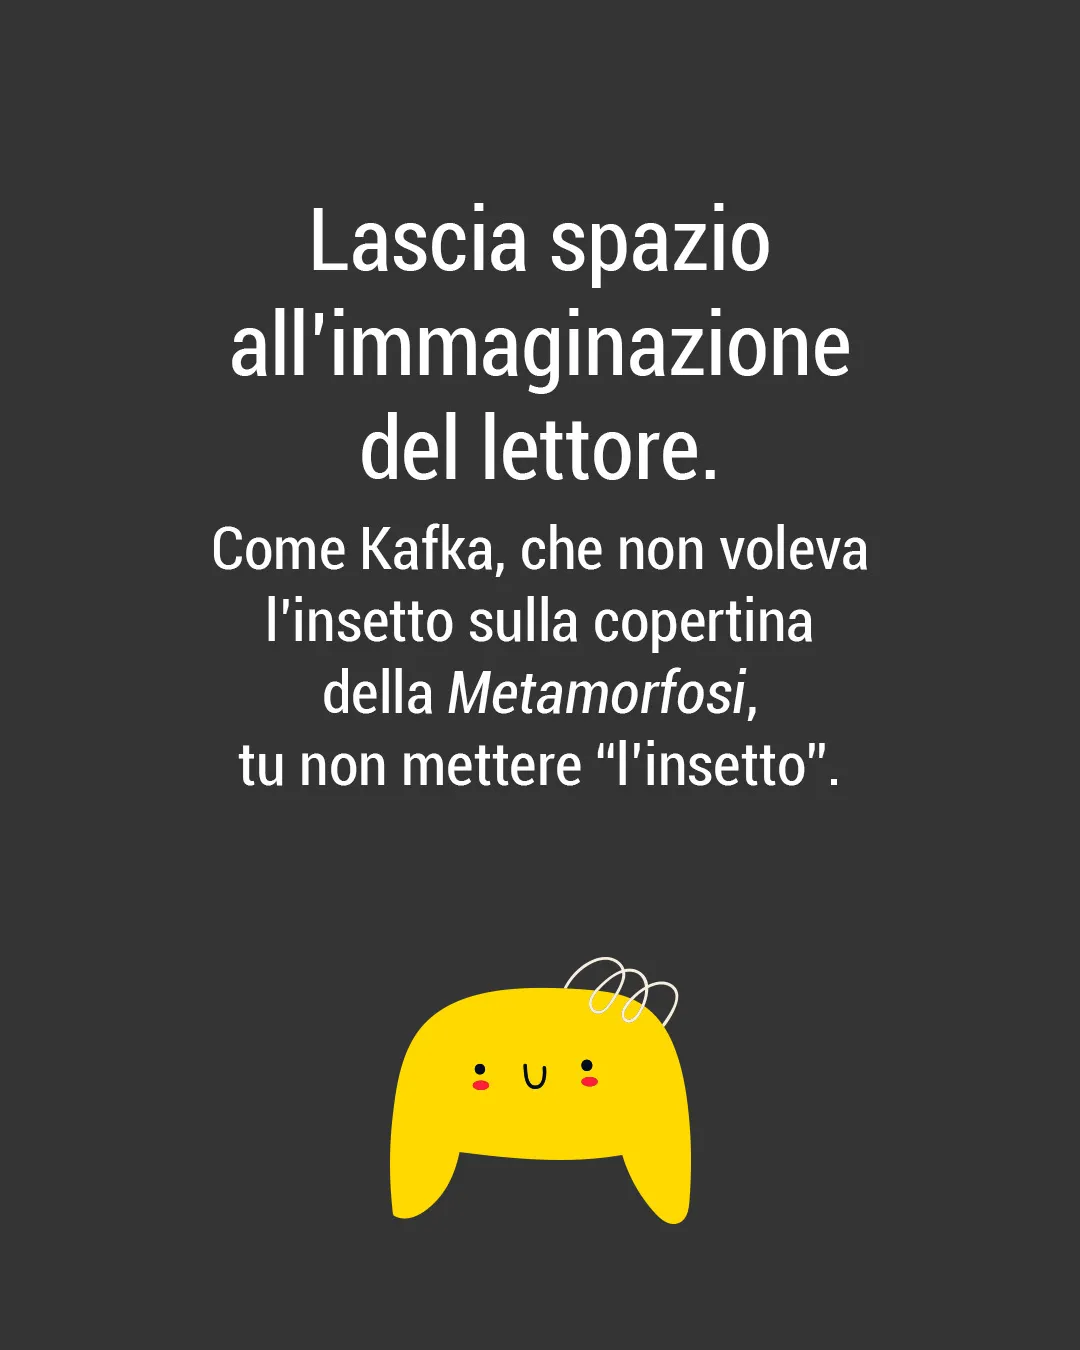 Lascia spazio
all'immaginazione
del lettore.
Come Kafka, che non voleva
l'insetto sulla copertina
della Metamorfosi,
tu non mettere “l'insetto”.